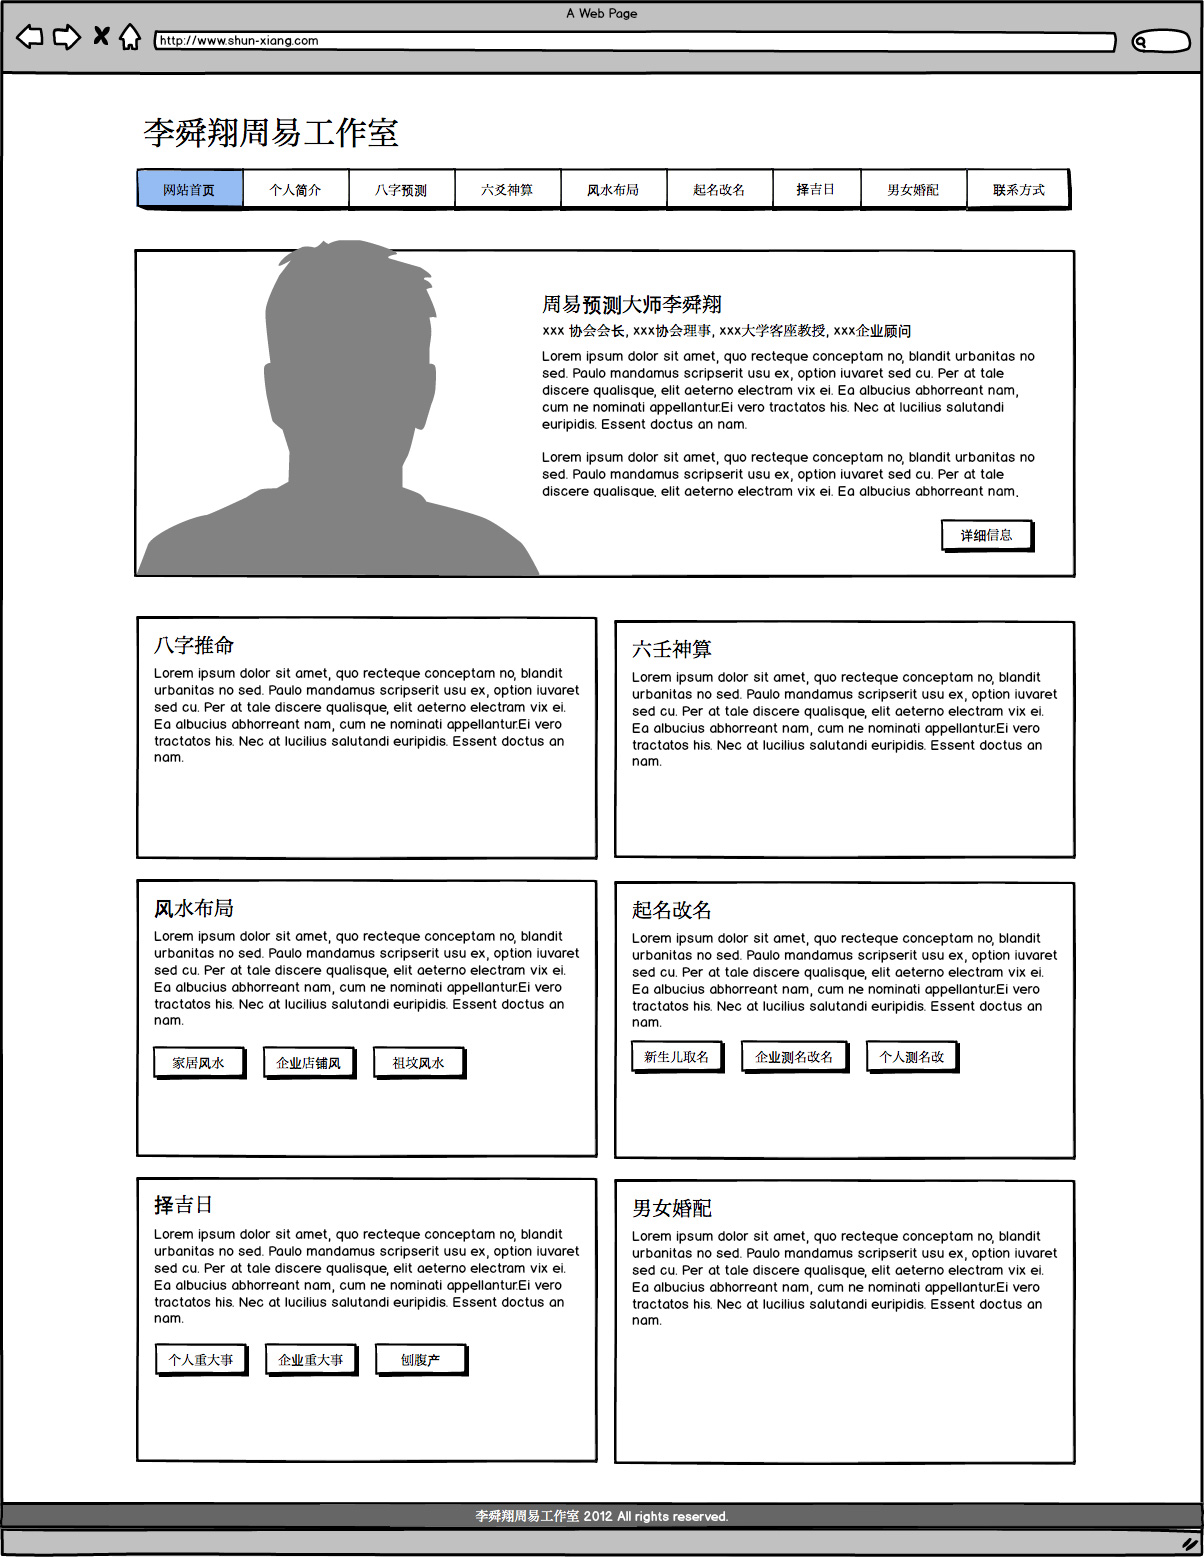 A Web Page
http://www.shun-xiang.com
李舜翔周易工作室
网站首页 个人简介 八字预测 六爻神算 风水布局 起名改名 择吉日 男女婚配 联系方式
周易预测大师李舜翔
xxx 协会会长, xxx协会理事, xxx大学客座教授, xxx企业顾问
Lorem ipsum dolor sit amet, quo recteque conceptam no, blandit urbanitas no
sed. Paulo mandamus scripserit usu ex, option iuvaret sed cu. Per at tale
discere qualisque, elit aeterno electram vix ei. Ea albucius abhorreant nam,
cum ne nominati appellantur.Ei vero tractatos his. Nec at lucilius salutandi
euripidis. Essent doctus an nam.
Lorem ipsum dolor sit amet, quo recteque conceptam no, blandit urbanitas no
sed. Paulo mandamus scripserit usu ex, option iuvaret sed cu. Per at tale
discere qualisque, elit aeterno electram vix ei. Ea albucius abhorreant nam,
详细信息
八字推命
Lorem ipsum dolor sit amet, quo recteque conceptam no, blandit
urbanitas no sed. Paulo mandamus scripserit usu ex, option iuvaret
sed cu. Per at tale discere qualisque, elit aeterno electram vix ei.
Ea albucius abhorreant nam, cum ne nominati appellantur.Ei vero
tractatos his. Nec at lucilius salutandi euripidis. Essent doctus an
nam.
六壬神算
Lorem ipsum dolor sit amet, quo recteque conceptam no, blandit
urbanitas no sed. Paulo mandamus scripserit usu ex, option iuvaret
sed cu. Per at tale discere qualisque, elit aeterno electram vix ei.
Ea albucius abhorreant nam, cum ne nominati appellantur.Ei vero
tractatos his. Nec at lucilius salutandi euripidis. Essent doctus an
nam.
风水布局
Lorem ipsum dolor sit amet, quo recteque conceptam no, blandit
urbanitas no sed. Paulo mandamus scripserit usu ex, option iuvaret
sed cu. Per at tale discere qualisque, elit aeterno electram vix ei.
Ea albucius abhorreant nam, cum ne nominati appellantur.Ei vero
tractatos his. Nec at lucilius salutandi euripidis. Essent doctus an
nam.
家居风水 企业店铺风 祖坟风水
起名改名
Lorem ipsum dolor sit amet, quo recteque conceptam no, blandit
urbanitas no sed. Paulo mandamus scripserit usu ex, option iuvaret
sed cu. Per at tale discere qualisque, elit aeterno electram vix ei.
Ea albucius abhorreant nam, cum ne nominati appellantur.Ei vero
tractatos his. Nec at lucilius salutandi euripidis. Essent doctus an
nam.
新生儿取名 企业测名改名 个人测名改
择吉日
Lorem ipsum dolor sit amet, quo recteque conceptam no, blandit
urbanitas no sed. Paulo mandamus scripserit usu ex, option iuvaret
sed cu. Per at tale discere qualisque, elit aeterno electram vix ei.
Ea albucius abhorreant nam, cum ne nominati appellantur.Ei vero
tractatos his. Nec at lucilius salutandi euripidis. Essent doctus an
nam.
个人重大事 企业重大事 刨腹产
男女婚配
Lorem ipsum dolor sit amet, quo recteque conceptam no, blandit
urbanitas no sed. Paulo mandamus scripserit usu ex, option iuvaret
sed cu. Per at tale discere qualisque, elit aeterno electram vix ei.
Ea albucius abhorreant nam, cum ne nominati appellantur.Ei vero
tractatos his. Nec at lucilius salutandi euripidis. Essent doctus an
nam.
李舜翔周易工作室 2012 All rights reserved.